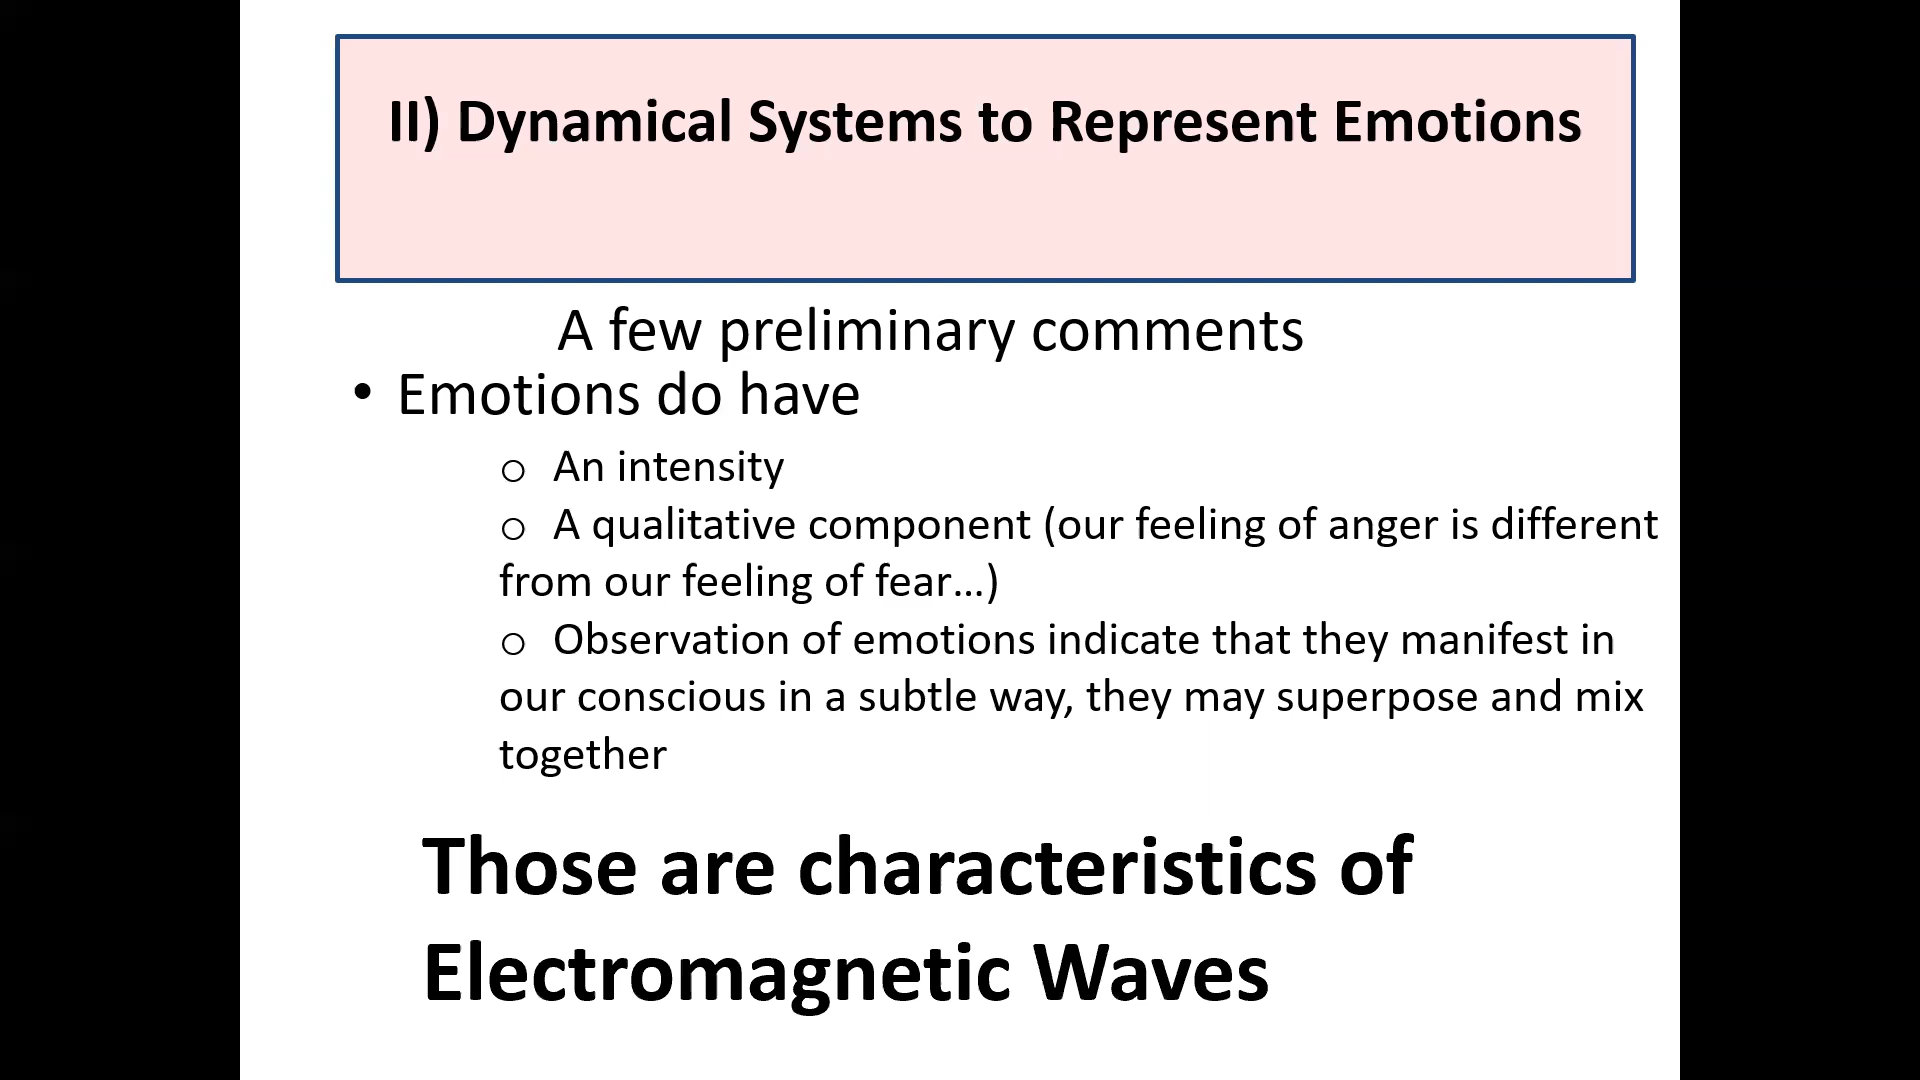 II) Dynamical Systems to Represent Emotions
A few preliminary comments
• Emotions do have
o An intensity
o A qualitative component (our feeling of anger is different
from our feeling of fear...)
o Observation of emotions indicate that they manifest in
our conscious in a subtle way, they may superpose and mix
together
Those are characteristics of
Electromagnetic Waves